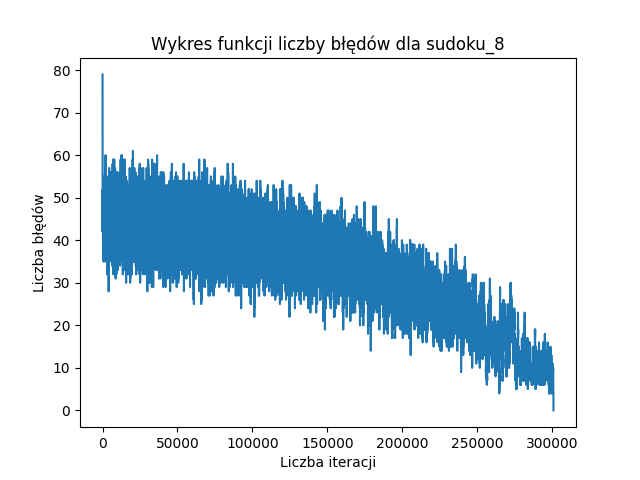 Wykres funkcji liczby błędów dla sudoku_8
80
70
60
50
40
30
20
10
0
Liczba błędów
0 50000 100000 150000 200000 250000 300000
Liczba iteracji